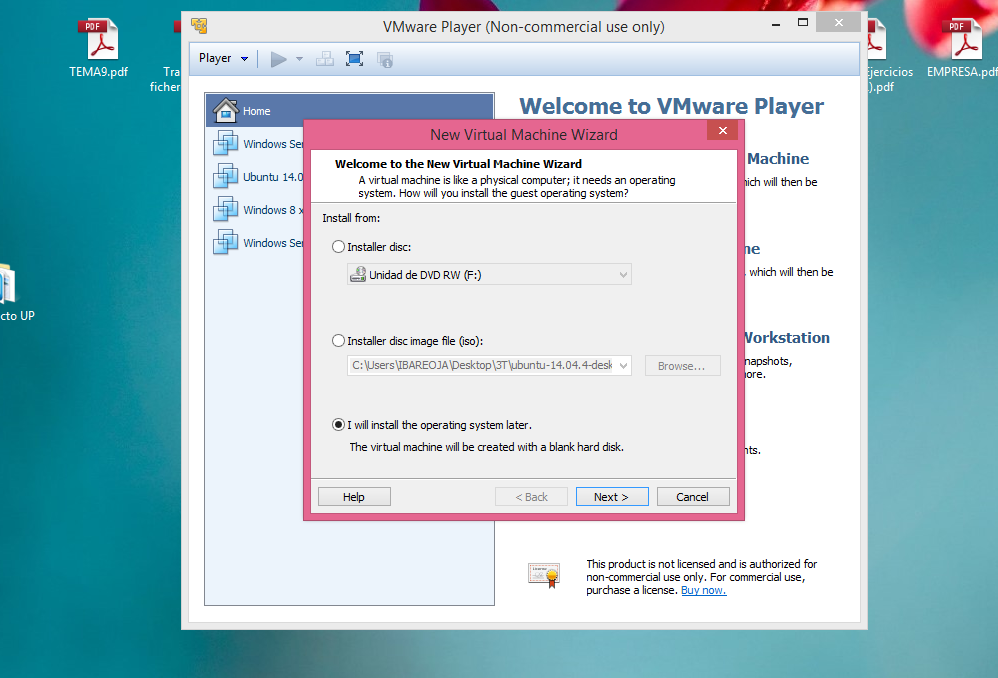 VMware Player (Non-commercial use only)
PDF
PDF
TEMA9.pdf
Tra
ficher
Ejercicios
).pdf
EMPRESA.pdf
Player
Home
Windows Ser
Ubuntu 14.0
Windows 8 x
Windows Ser
Welcome to VMware Player
Machine
hich will then be
ne
, which will then be
Workstation
napshots,
ore.
nts.
New Virtual Machine Wizard
Welcome to the New Virtual Machine Wizard
A virtual machine is like a physical computer; it needs an operating
system. How will you install the guest operating system?
Install from:
Installer disc:
Unidad de DVD RW (F:)
Installer disc image file (iso):
C:\Users\IBAREOJA\Desktop\3T\ubuntu-14.04.4-desk
Browse...
I will install the operating system later.
The virtual machine will be created with a blank hard disk.
Help
< Back
Next >
Cancel
This product is not licensed and is authorized for
non-commercial use only. For commercial use,
purchase a license. Buy now.
cto UP